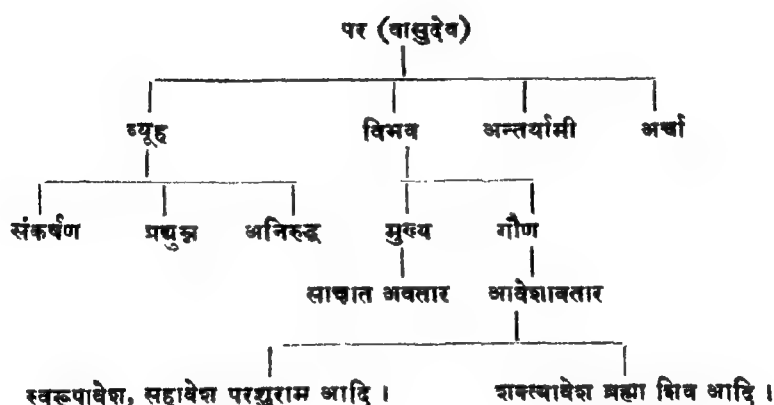 पर (वासुदेव)
व्यूह विभव अन्तर्यामी अर्चा
संकर्षण प्रद्युम्न अनिरुद्ध मुख्य गौण
साक्षात अवतार आवेशावतार
स्वरूपावेश, सहावेश परशुराम आदि । शक्त्यावेश ब्रह्मा शिव आदि ।